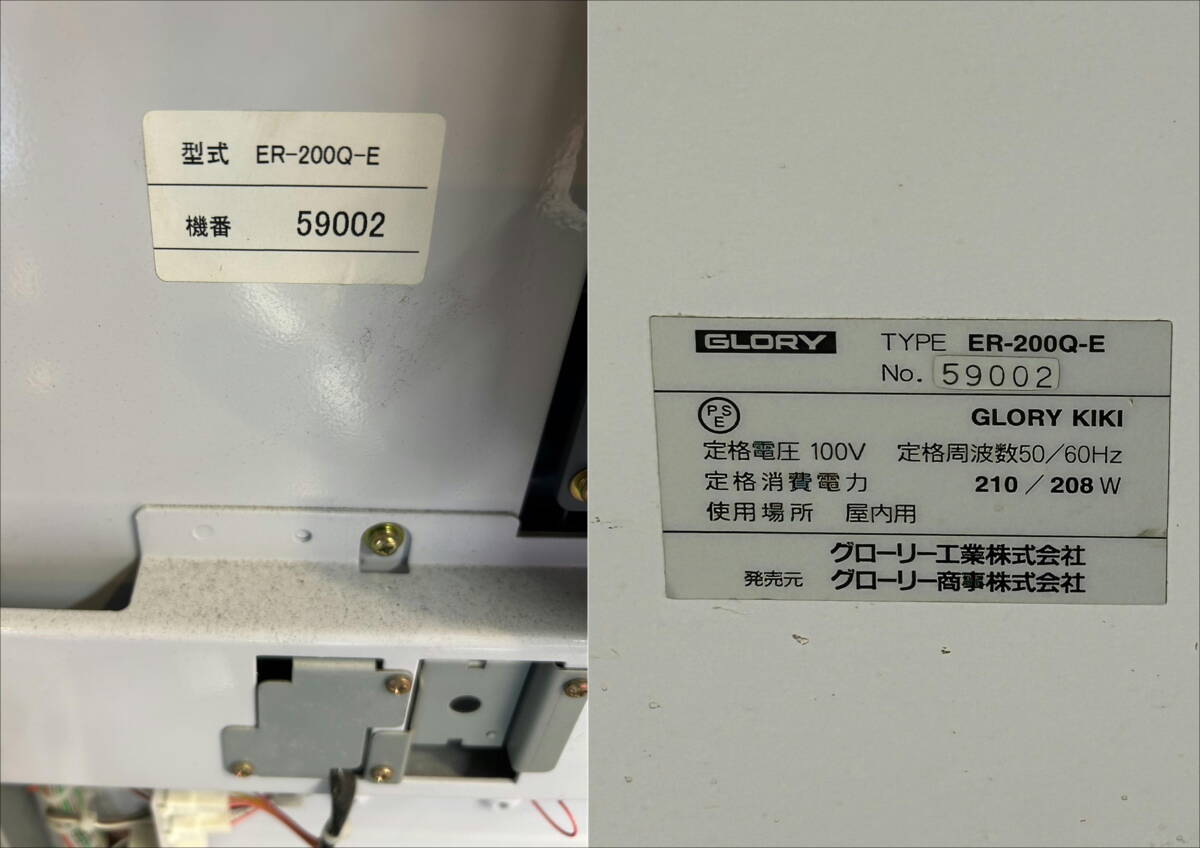 型式 ER-200Q-E
機番 59002
GLORY TYPE ER-200Q-E
No. 59002
PSE GLORY KIKI
定格電圧 100V 定格周波数50/60Hz
定格消費電力 210/208W
使用場所 屋内用
グローリー工業株式会社
発売元 グローリー商事株式会社